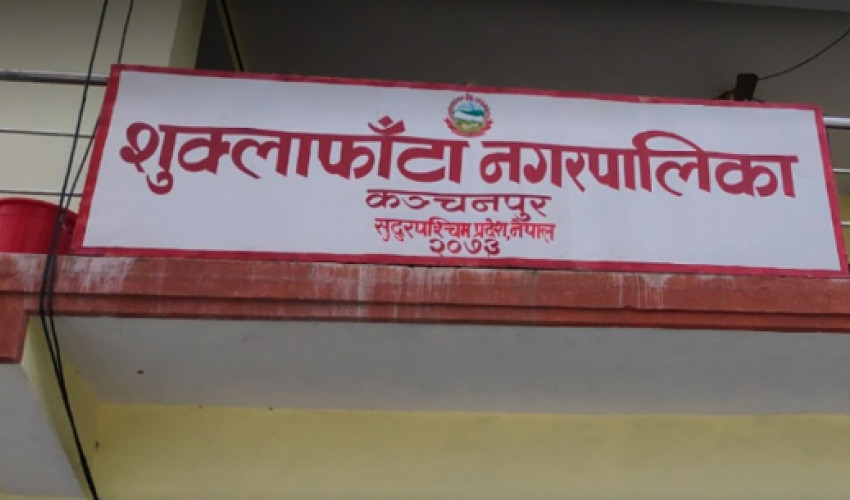 शुक्लाफाँटा नगरपालिका
कञ्चनपुर
सुदुरपश्चिम प्रदेश, नेपाल
२०७३